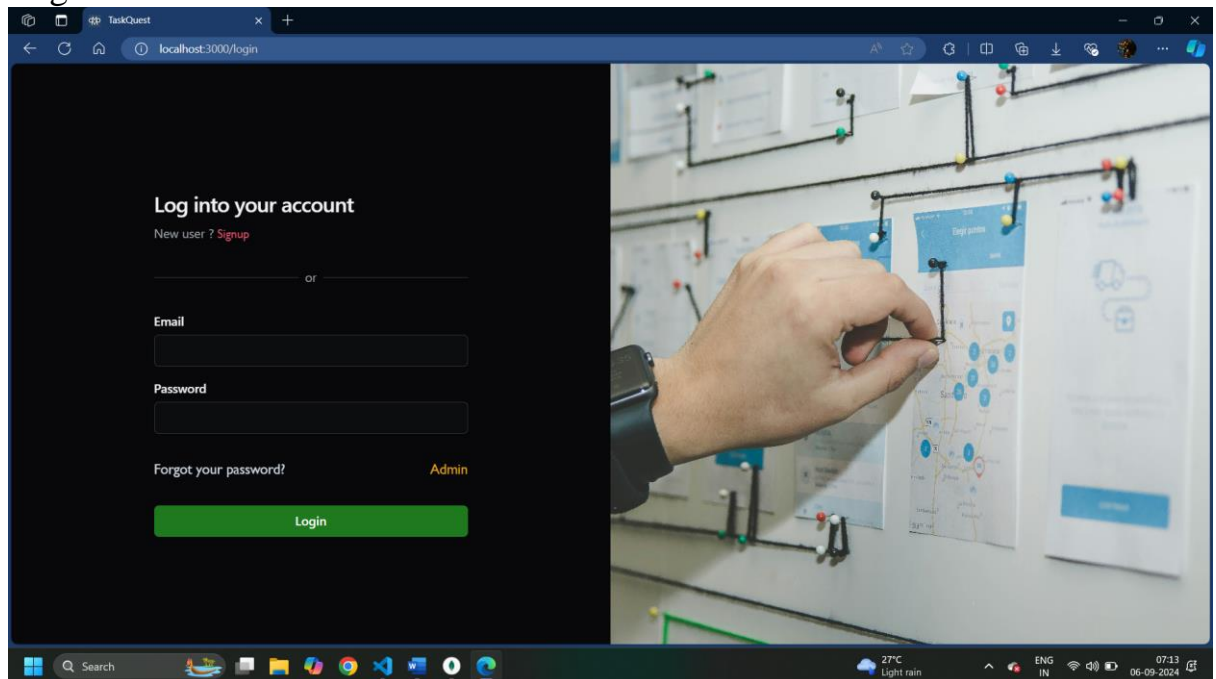 TaskQuest
localhost:3000/login
Log into your account
New user ? Signup
or
Email
Password
Forgot your password?
Admin
Login
Search
27°C
Light rain
ENG
IN
07:13
06-09-2024